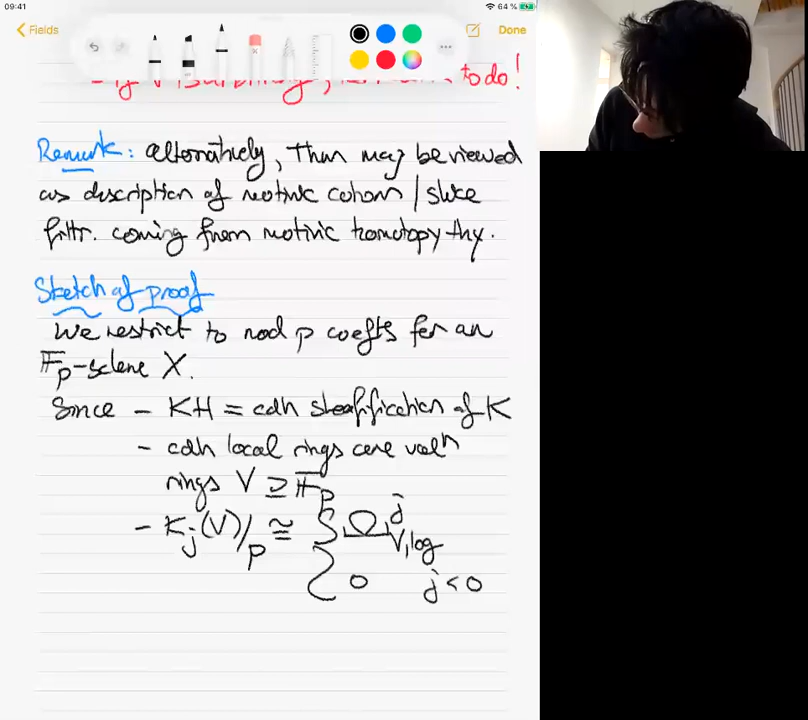 09:41
64 %
Fields
Done
to do!
Remark: alternatively, Thm may be viewed
as description of motivic cohom / slice
filtr. coming from motivic homotopy thy.
Sketch of proof
We restrict to mod p coeffs for an
𝔽p-scheme X.
Since – KH = cdh sheafification of K
– cdh local rings are valn
rings V ⊇ 𝔽p
– Kj(V)/p ≅ { Ω^j_V,log
0 j < 0